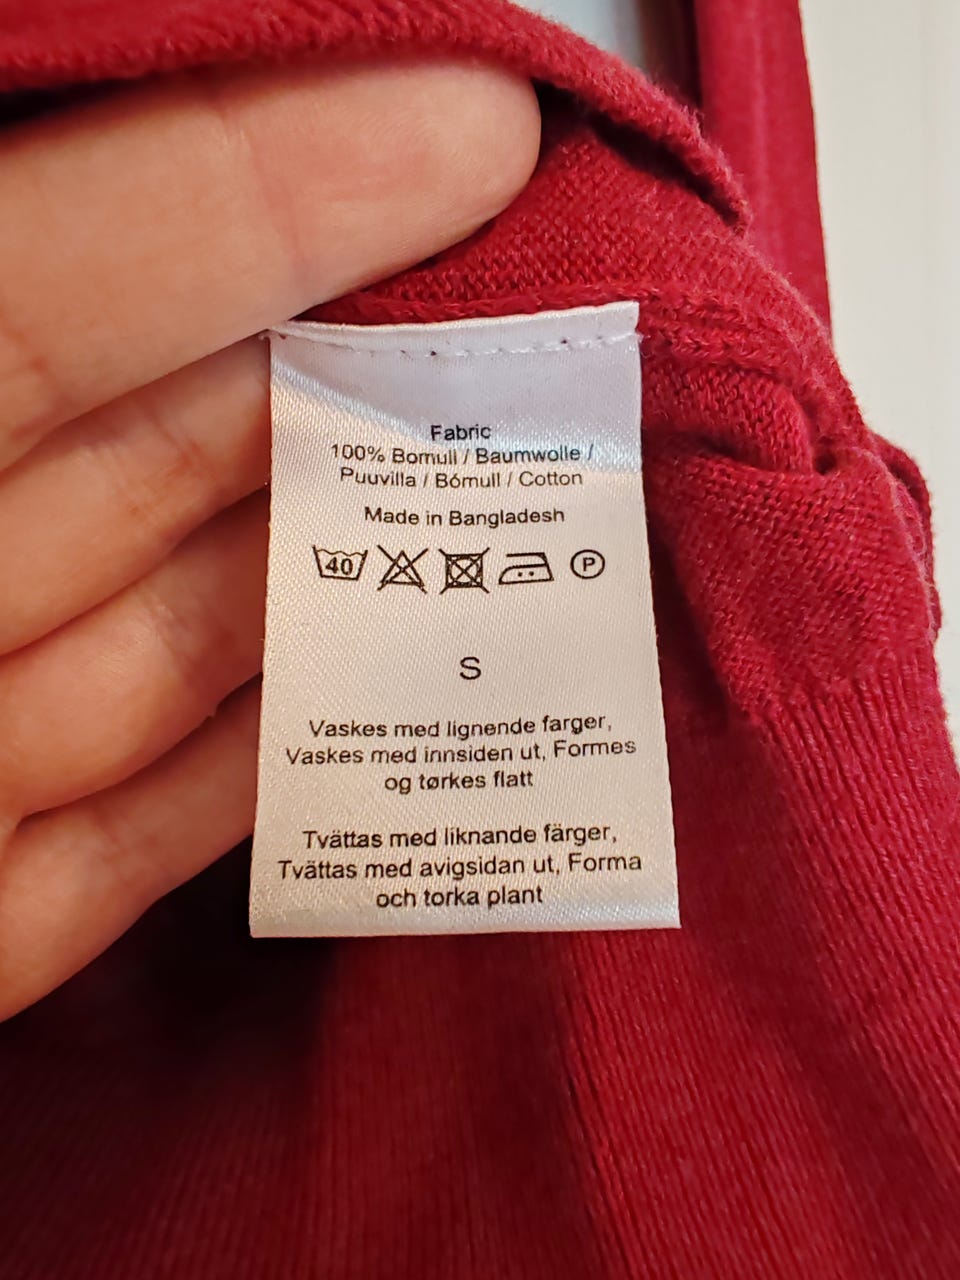 Fabric
100% Bomull / Baumwolle /
Puuvilla / Bómull / Cotton
Made in Bangladesh
40 P
S
Vaskes med lignende farger,
Vaskes med innsiden ut, Formes
og tørkes flatt
Tvättas med liknande färger,
Tvättas med avigsidan ut, Forma
och torka plant